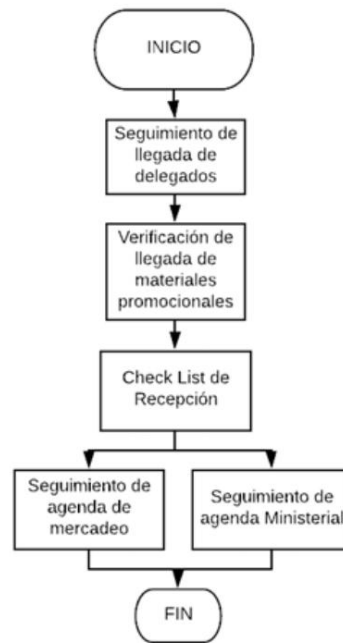 INICIO
Seguimiento de
llegada de
delegados
Verificación de
llegada de
materiales
promocionales
Check List de
Recepción
Seguimiento de
agenda de
mercadeo
Seguimiento de
agenda Ministerial
FIN